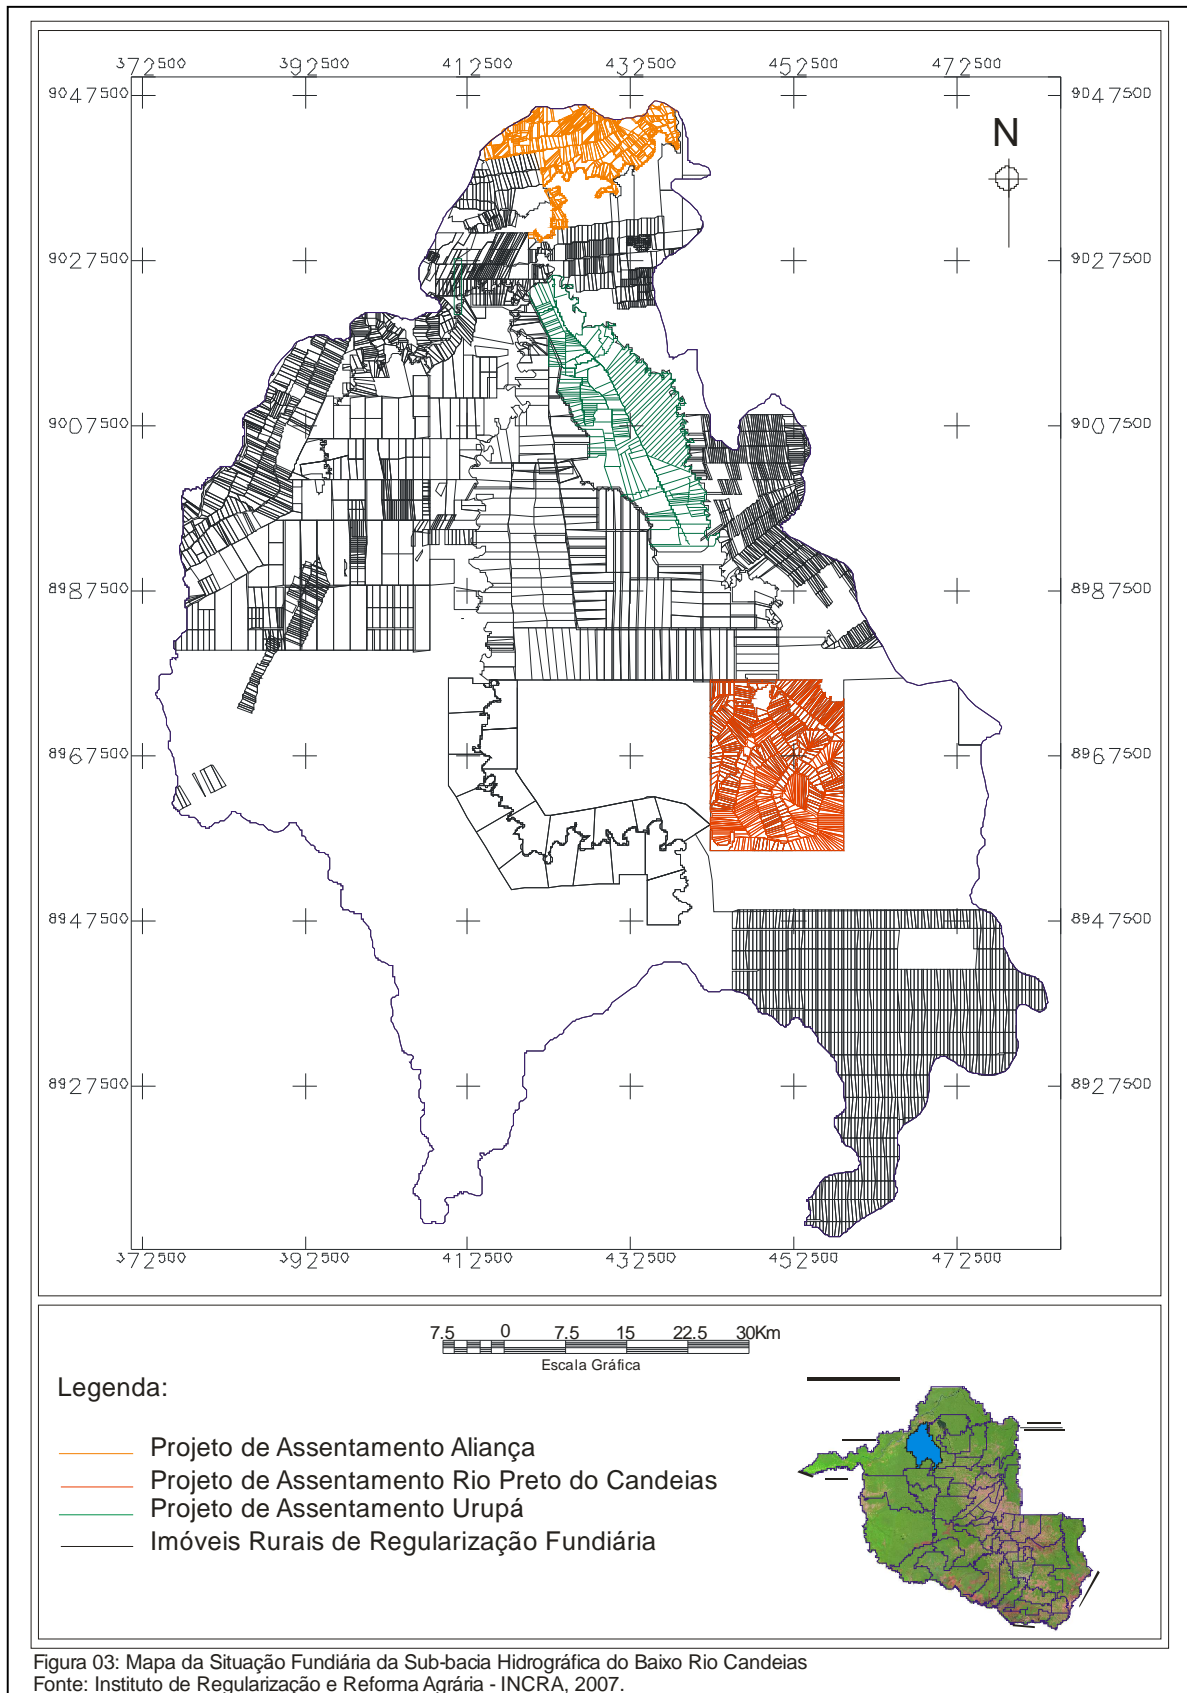 372500 392500 412500 432500 452500 472500
9047500 9047500
N
9027500 9027500
9007500 9007500
8987500 8987500
8967500 8967500
8947500 8947500
8927500 8927500
372500 392500 412500 432500 452500 472500
7.5 0 7.5 15 22.5 30Km
Escala Gráfica
Legenda:
Projeto de Assentamento Aliança
Projeto de Assentamento Rio Preto do Candeias
Projeto de Assentamento Urupá
Imóveis Rurais de Regularização Fundiária
Figura 03: Mapa da Situação Fundiária da Sub-bacia Hidrográfica do Baixo Rio Candeias
Fonte: Instituto de Regularização e Reforma Agrária - INCRA, 2007.